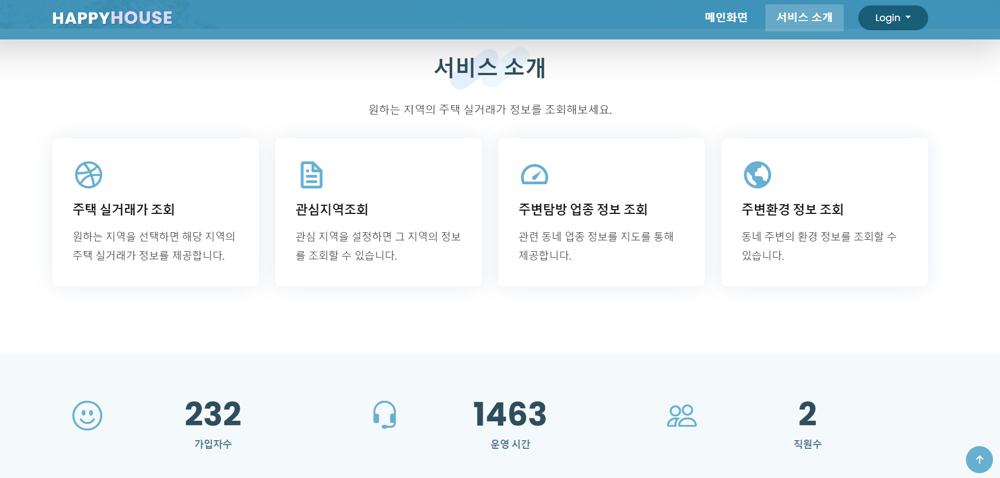 HAPPYHOUSE
메인화면
서비스 소개
Login
서비스 소개
원하는 지역의 주택 실거래가 정보를 조회해보세요.
주택 실거래가 조회
원하는 지역을 선택하면 해당 지역의
주택 실거래가 정보를 제공합니다.
관심지역조회
관심 지역을 설정하면 그 지역의 정보
를 조회할 수 있습니다.
주변탐방 업종 정보 조회
관련 동네 업종 정보를 지도를 통해
제공합니다.
주변환경 정보 조회
동네 주변의 환경 정보를 조회할 수
있습니다.
232
가입자수
1463
운영 시간
2
직원수